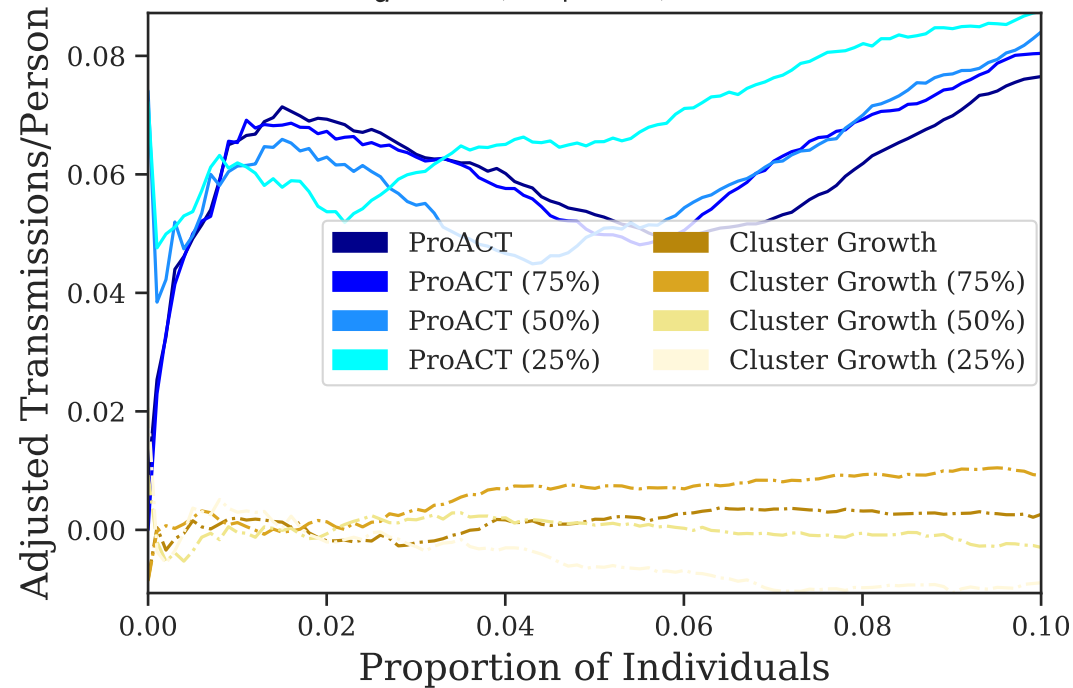 Adjusted Transmissions/Person
0.08
0.06
0.04
0.02
0.00
ProACT
ProACT (75%)
ProACT (50%)
ProACT (25%)
Cluster Growth
Cluster Growth (75%)
Cluster Growth (50%)
Cluster Growth (25%)
0.00 0.02 0.04 0.06 0.08 0.10
Proportion of Individuals